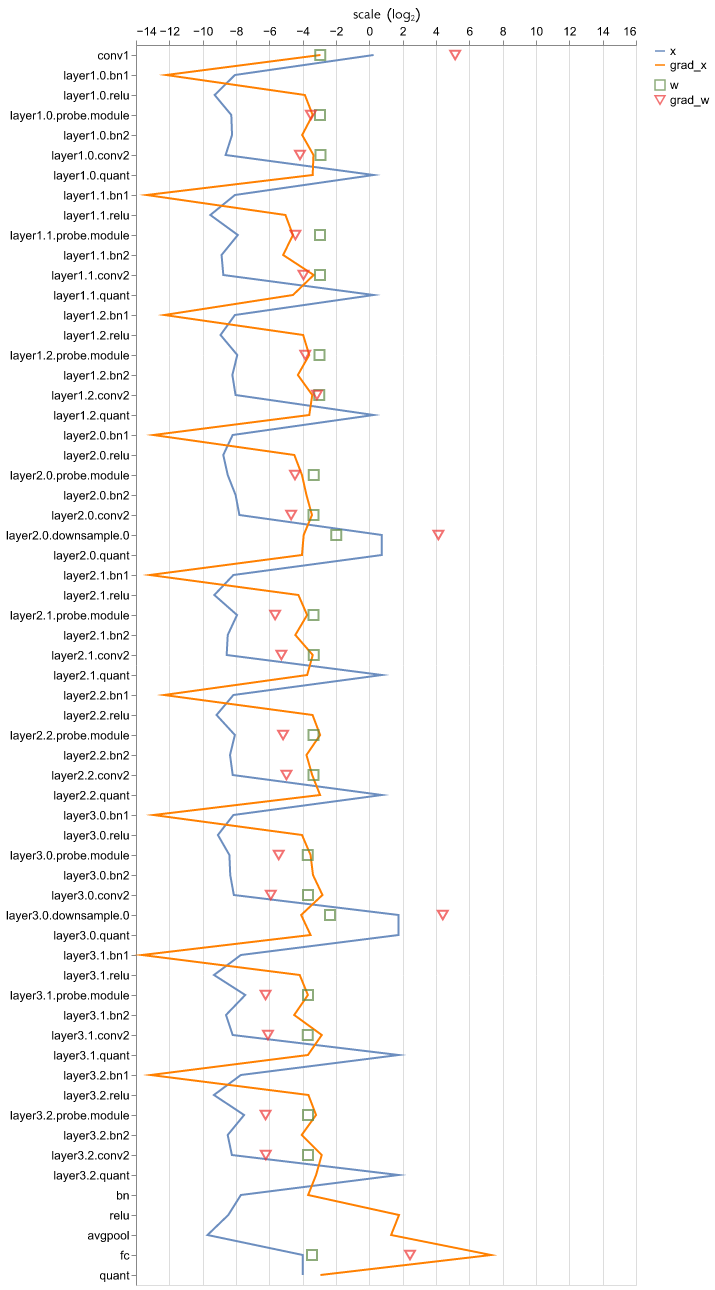 scale (log₂)
−14 −12 −10 −8 −6 −4 −2 0 2 4 6 8 10 12 14 16
x
grad_x
w
grad_w
conv1
layer1.0.bn1
layer1.0.relu
layer1.0.probe.module
layer1.0.bn2
layer1.0.conv2
layer1.0.quant
layer1.1.bn1
layer1.1.relu
layer1.1.probe.module
layer1.1.bn2
layer1.1.conv2
layer1.1.quant
layer1.2.bn1
layer1.2.relu
layer1.2.probe.module
layer1.2.bn2
layer1.2.conv2
layer1.2.quant
layer2.0.bn1
layer2.0.relu
layer2.0.probe.module
layer2.0.bn2
layer2.0.conv2
layer2.0.downsample.0
layer2.0.quant
layer2.1.bn1
layer2.1.relu
layer2.1.probe.module
layer2.1.bn2
layer2.1.conv2
layer2.1.quant
layer2.2.bn1
layer2.2.relu
layer2.2.probe.module
layer2.2.bn2
layer2.2.conv2
layer2.2.quant
layer3.0.bn1
layer3.0.relu
layer3.0.probe.module
layer3.0.bn2
layer3.0.conv2
layer3.0.downsample.0
layer3.0.quant
layer3.1.bn1
layer3.1.relu
layer3.1.probe.module
layer3.1.bn2
layer3.1.conv2
layer3.1.quant
layer3.2.bn1
layer3.2.relu
layer3.2.probe.module
layer3.2.bn2
layer3.2.conv2
layer3.2.quant
bn
relu
avgpool
fc
quant